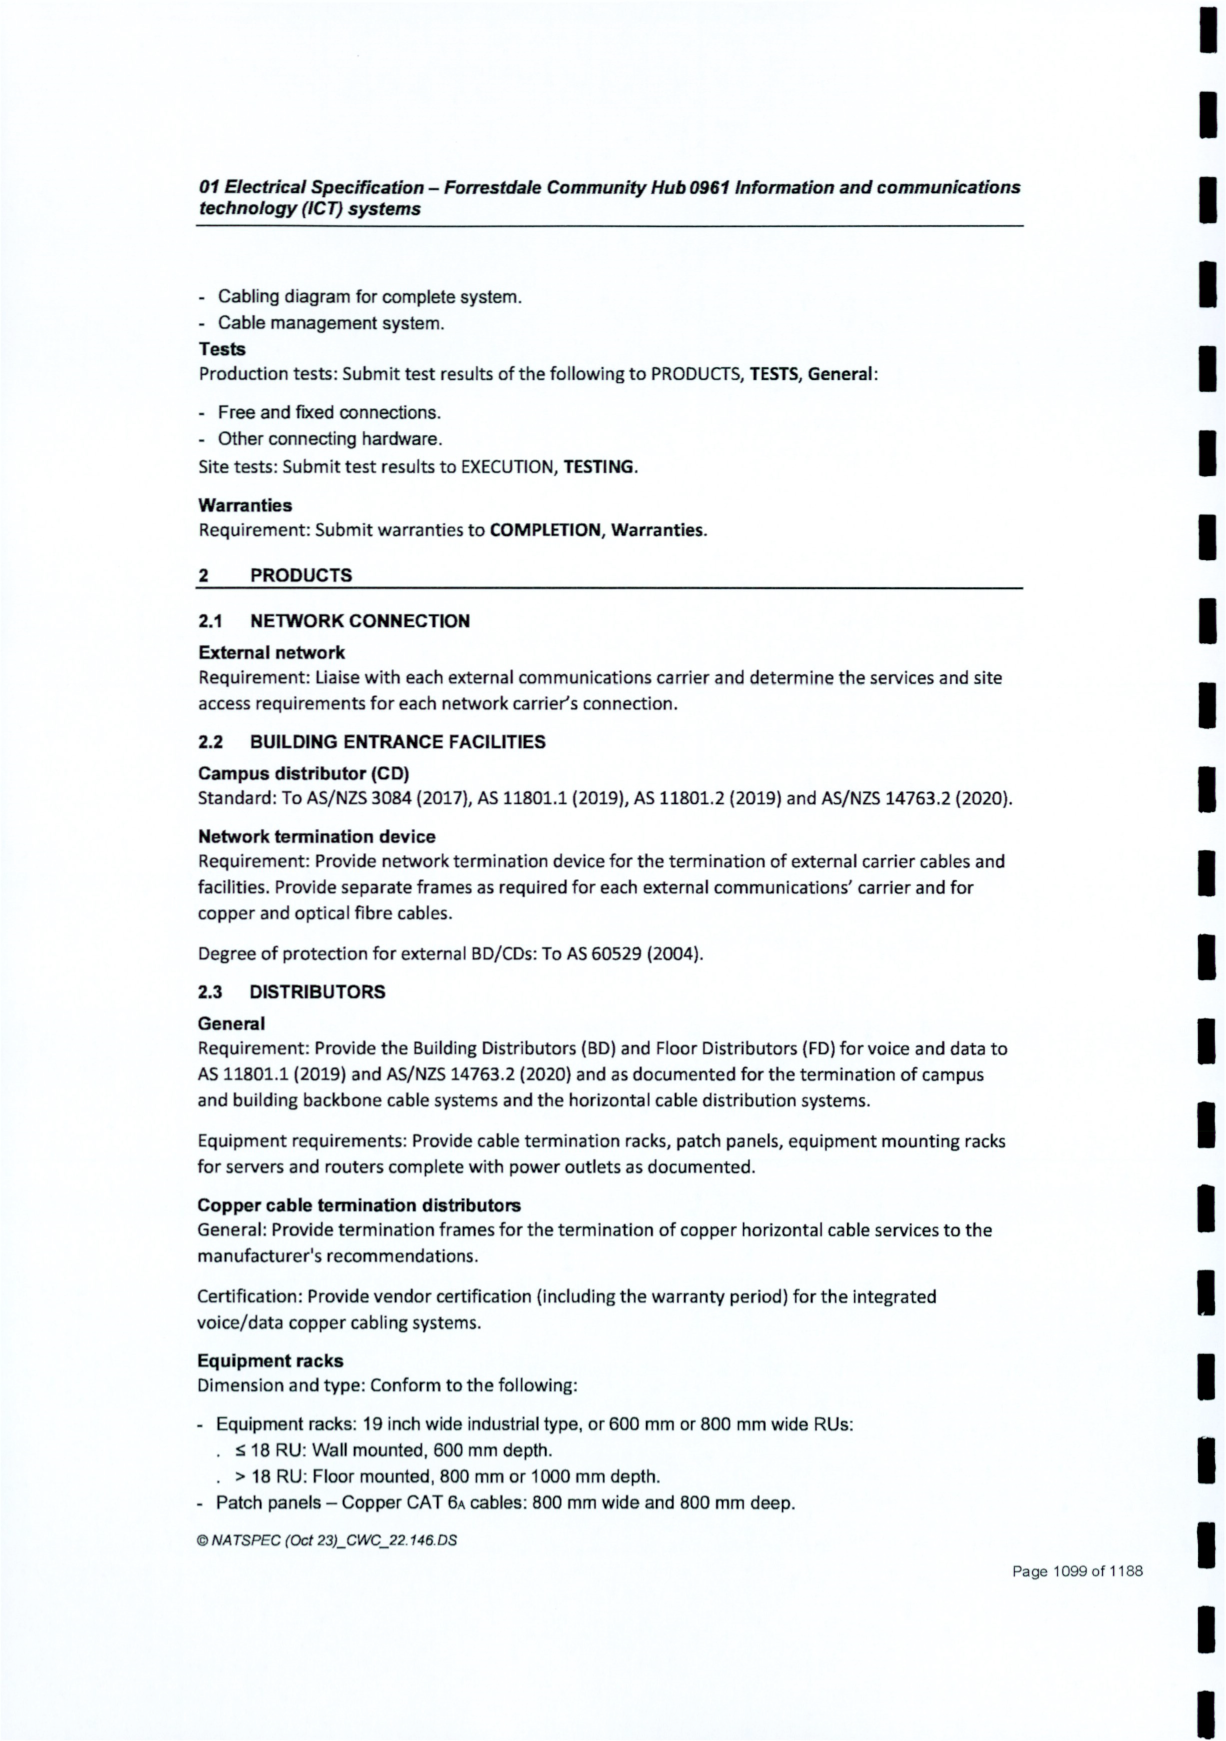 01 Electrical Specification – Forrestdale Community Hub 0961 Information and communications
technology (ICT) systems
- Cabling diagram for complete system.
- Cable management system.
Tests
Production tests: Submit test results of the following to PRODUCTS, TESTS, General:
- Free and fixed connections.
- Other connecting hardware.
Site tests: Submit test results to EXECUTION, TESTING.
Warranties
Requirement: Submit warranties to COMPLETION, Warranties.
2 PRODUCTS
2.1 NETWORK CONNECTION
External network
Requirement: Liaise with each external communications carrier and determine the services and site
access requirements for each network carrier's connection.
2.2 BUILDING ENTRANCE FACILITIES
Campus distributor (CD)
Standard: To AS/NZS 3084 (2017), AS 11801.1 (2019), AS 11801.2 (2019) and AS/NZS 14763.2 (2020).
Network termination device
Requirement: Provide network termination device for the termination of external carrier cables and
facilities. Provide separate frames as required for each external communications' carrier and for
copper and optical fibre cables.
Degree of protection for external BD/CDs: To AS 60529 (2004).
2.3 DISTRIBUTORS
General
Requirement: Provide the Building Distributors (BD) and Floor Distributors (FD) for voice and data to
AS 11801.1 (2019) and AS/NZS 14763.2 (2020) and as documented for the termination of campus
and building backbone cable systems and the horizontal cable distribution systems.
Equipment requirements: Provide cable termination racks, patch panels, equipment mounting racks
for servers and routers complete with power outlets as documented.
Copper cable termination distributors
General: Provide termination frames for the termination of copper horizontal cable services to the
manufacturer's recommendations.
Certification: Provide vendor certification (including the warranty period) for the integrated
voice/data copper cabling systems.
Equipment racks
Dimension and type: Conform to the following:
- Equipment racks: 19 inch wide industrial type, or 600 mm or 800 mm wide RUs:
. ≤ 18 RU: Wall mounted, 600 mm depth.
. > 18 RU: Floor mounted, 800 mm or 1000 mm depth.
- Patch panels – Copper CAT 6A cables: 800 mm wide and 800 mm deep.
© NATSPEC (Oct 23)_CWC_22.146.DS
Page 1099 of 1188